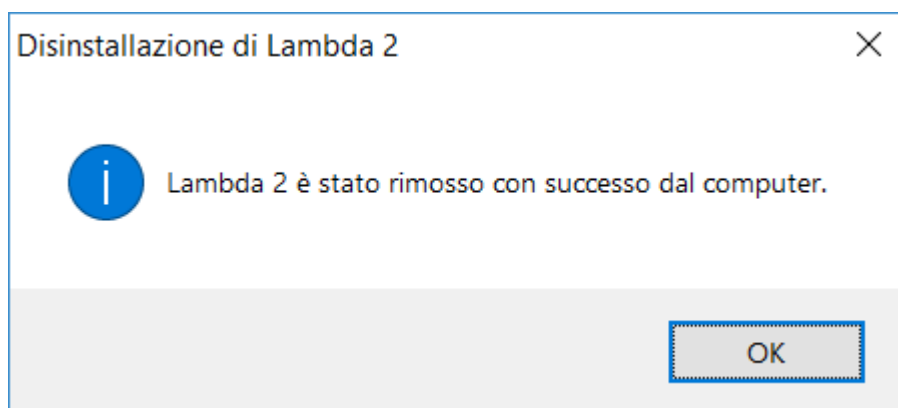 Disinstallazione di Lambda 2
Lambda 2 è stato rimosso con successo dal computer.
OK